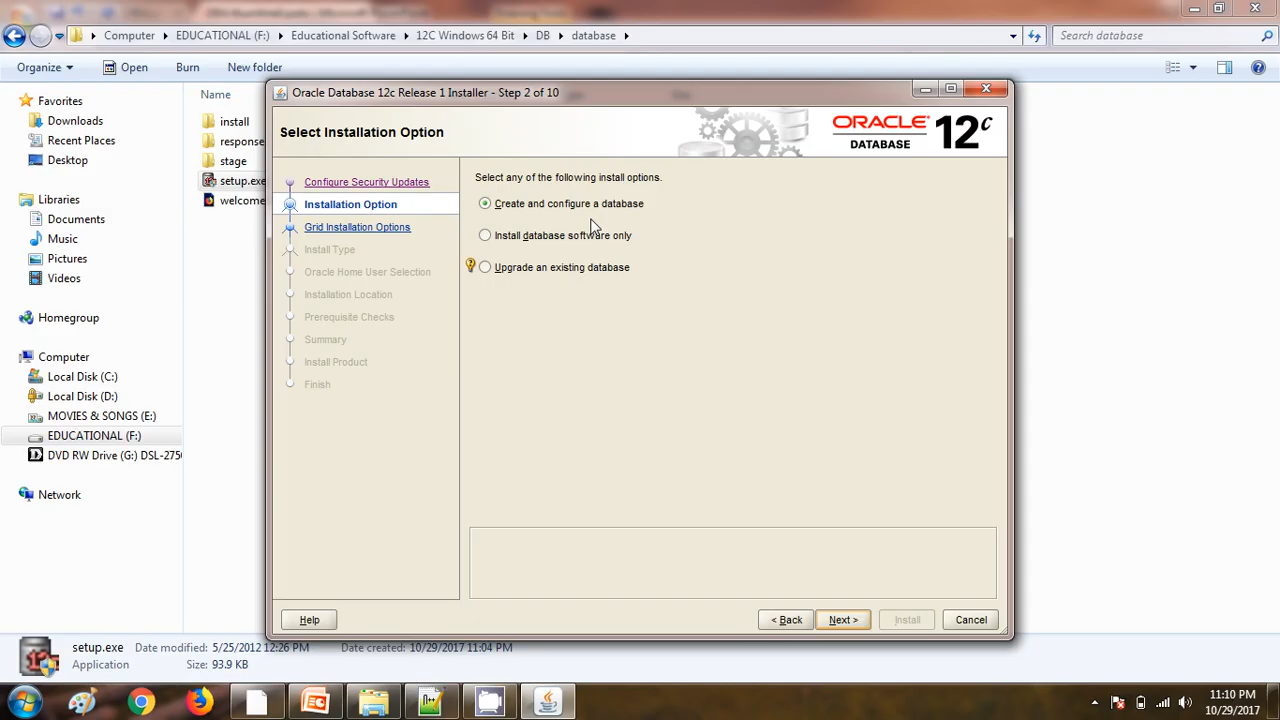 Computer EDUCATIONAL (F:) Educational Software 12C Windows 64 Bit DB database
Search database
Organize Open Burn New folder
Name
Favorites
Downloads
Recent Places
Desktop
Libraries
Documents
Music
Pictures
Videos
Homegroup
Computer
Local Disk (C:)
Local Disk (D:)
MOVIES & SONGS (E:)
EDUCATIONAL (F:)
DVD RW Drive (G:) DSL-2750
Network
install
response
stage
setup.exe
welcome
Oracle Database 12c Release 1 Installer - Step 2 of 10
Select Installation Option
ORACLE
DATABASE
12c
Configure Security Updates
Installation Option
Grid Installation Options
Install Type
Oracle Home User Selection
Installation Location
Prerequisite Checks
Summary
Install Product
Finish
Select any of the following install options.
Create and configure a database
Install database software only
Upgrade an existing database
Help < Back Next > Install Cancel
setup.exe Date modified: 5/25/2012 12:26 PM Date created: 10/29/2017 11:04 PM
Application Size: 93.9 KB
11:10 PM
10/29/2017